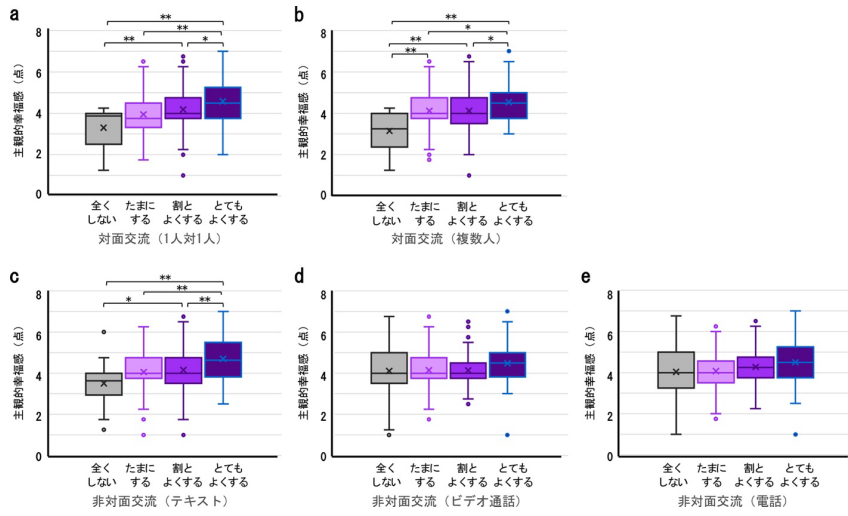 a
**
**
**
*
8
6
4
2
0
主観的幸福感（点）
全く
しない
たまに
する
割と
よくする
とても
よくする
対面交流（1人対1人）
b
**
*
**
*
**
8
6
4
2
0
主観的幸福感（点）
全く
しない
たまに
する
割と
よくする
とても
よくする
対面交流（複数人）
c
**
**
*
**
8
6
4
2
0
主観的幸福感（点）
全く
しない
たまに
する
割と
よくする
とても
よくする
非対面交流（テキスト）
d
8
6
4
2
0
主観的幸福感（点）
全く
しない
たまに
する
割と
よくする
とても
よくする
非対面交流（ビデオ通話）
e
8
6
4
2
0
主観的幸福感（点）
全く
しない
たまに
する
割と
よくする
とても
よくする
非対面交流（電話）